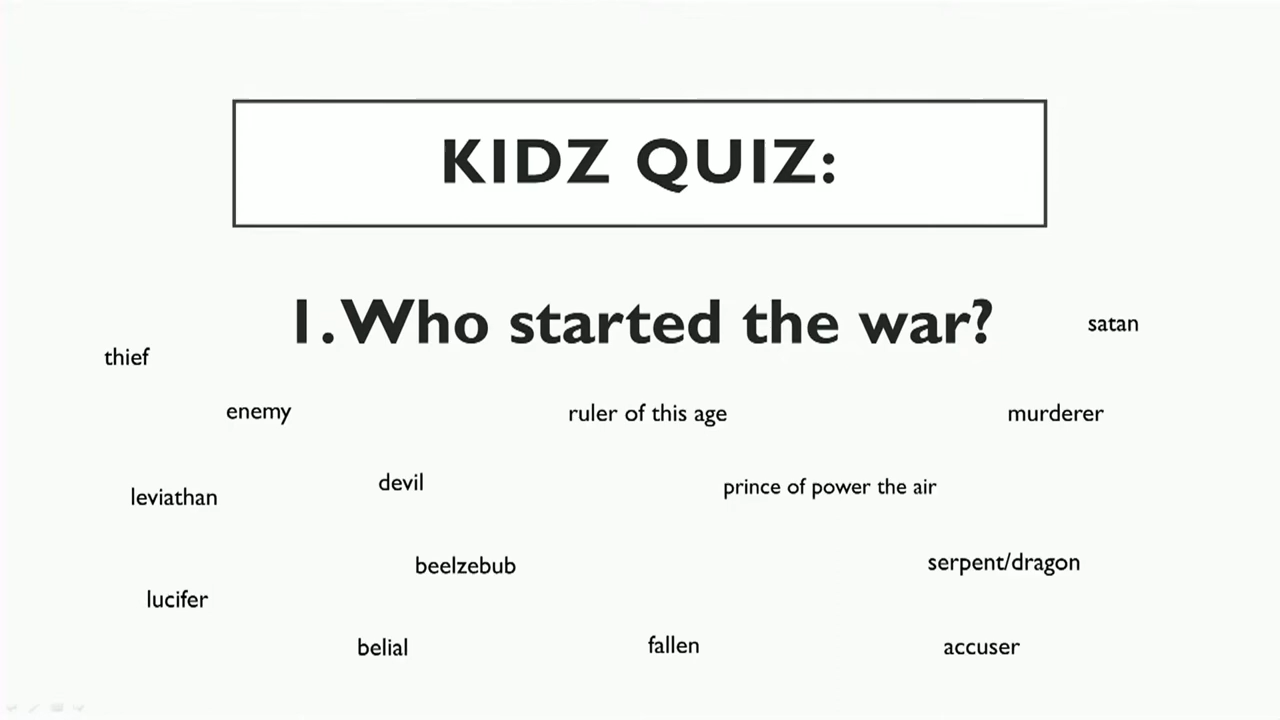 KIDZ QUIZ:
1. Who started the war?
satan
thief
enemy
ruler of this age
murderer
devil
prince of power the air
leviathan
beelzebub
serpent/dragon
lucifer
belial
fallen
accuser